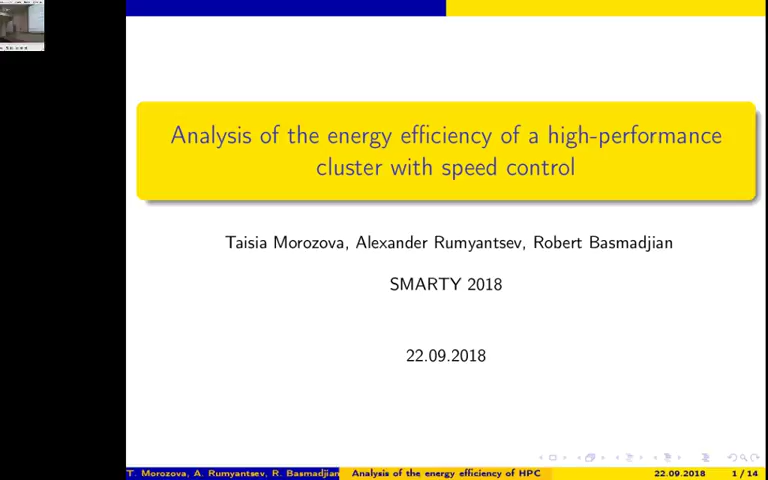 Analysis of the energy efficiency of a high-performance
cluster with speed control
Taisia Morozova, Alexander Rumyantsev, Robert Basmadjian
SMARTY 2018
22.09.2018
T. Morozova, A. Rumyantsev, R. Basmadjian Analysis of the energy efficiency of HPC 22.09.2018 1 / 14